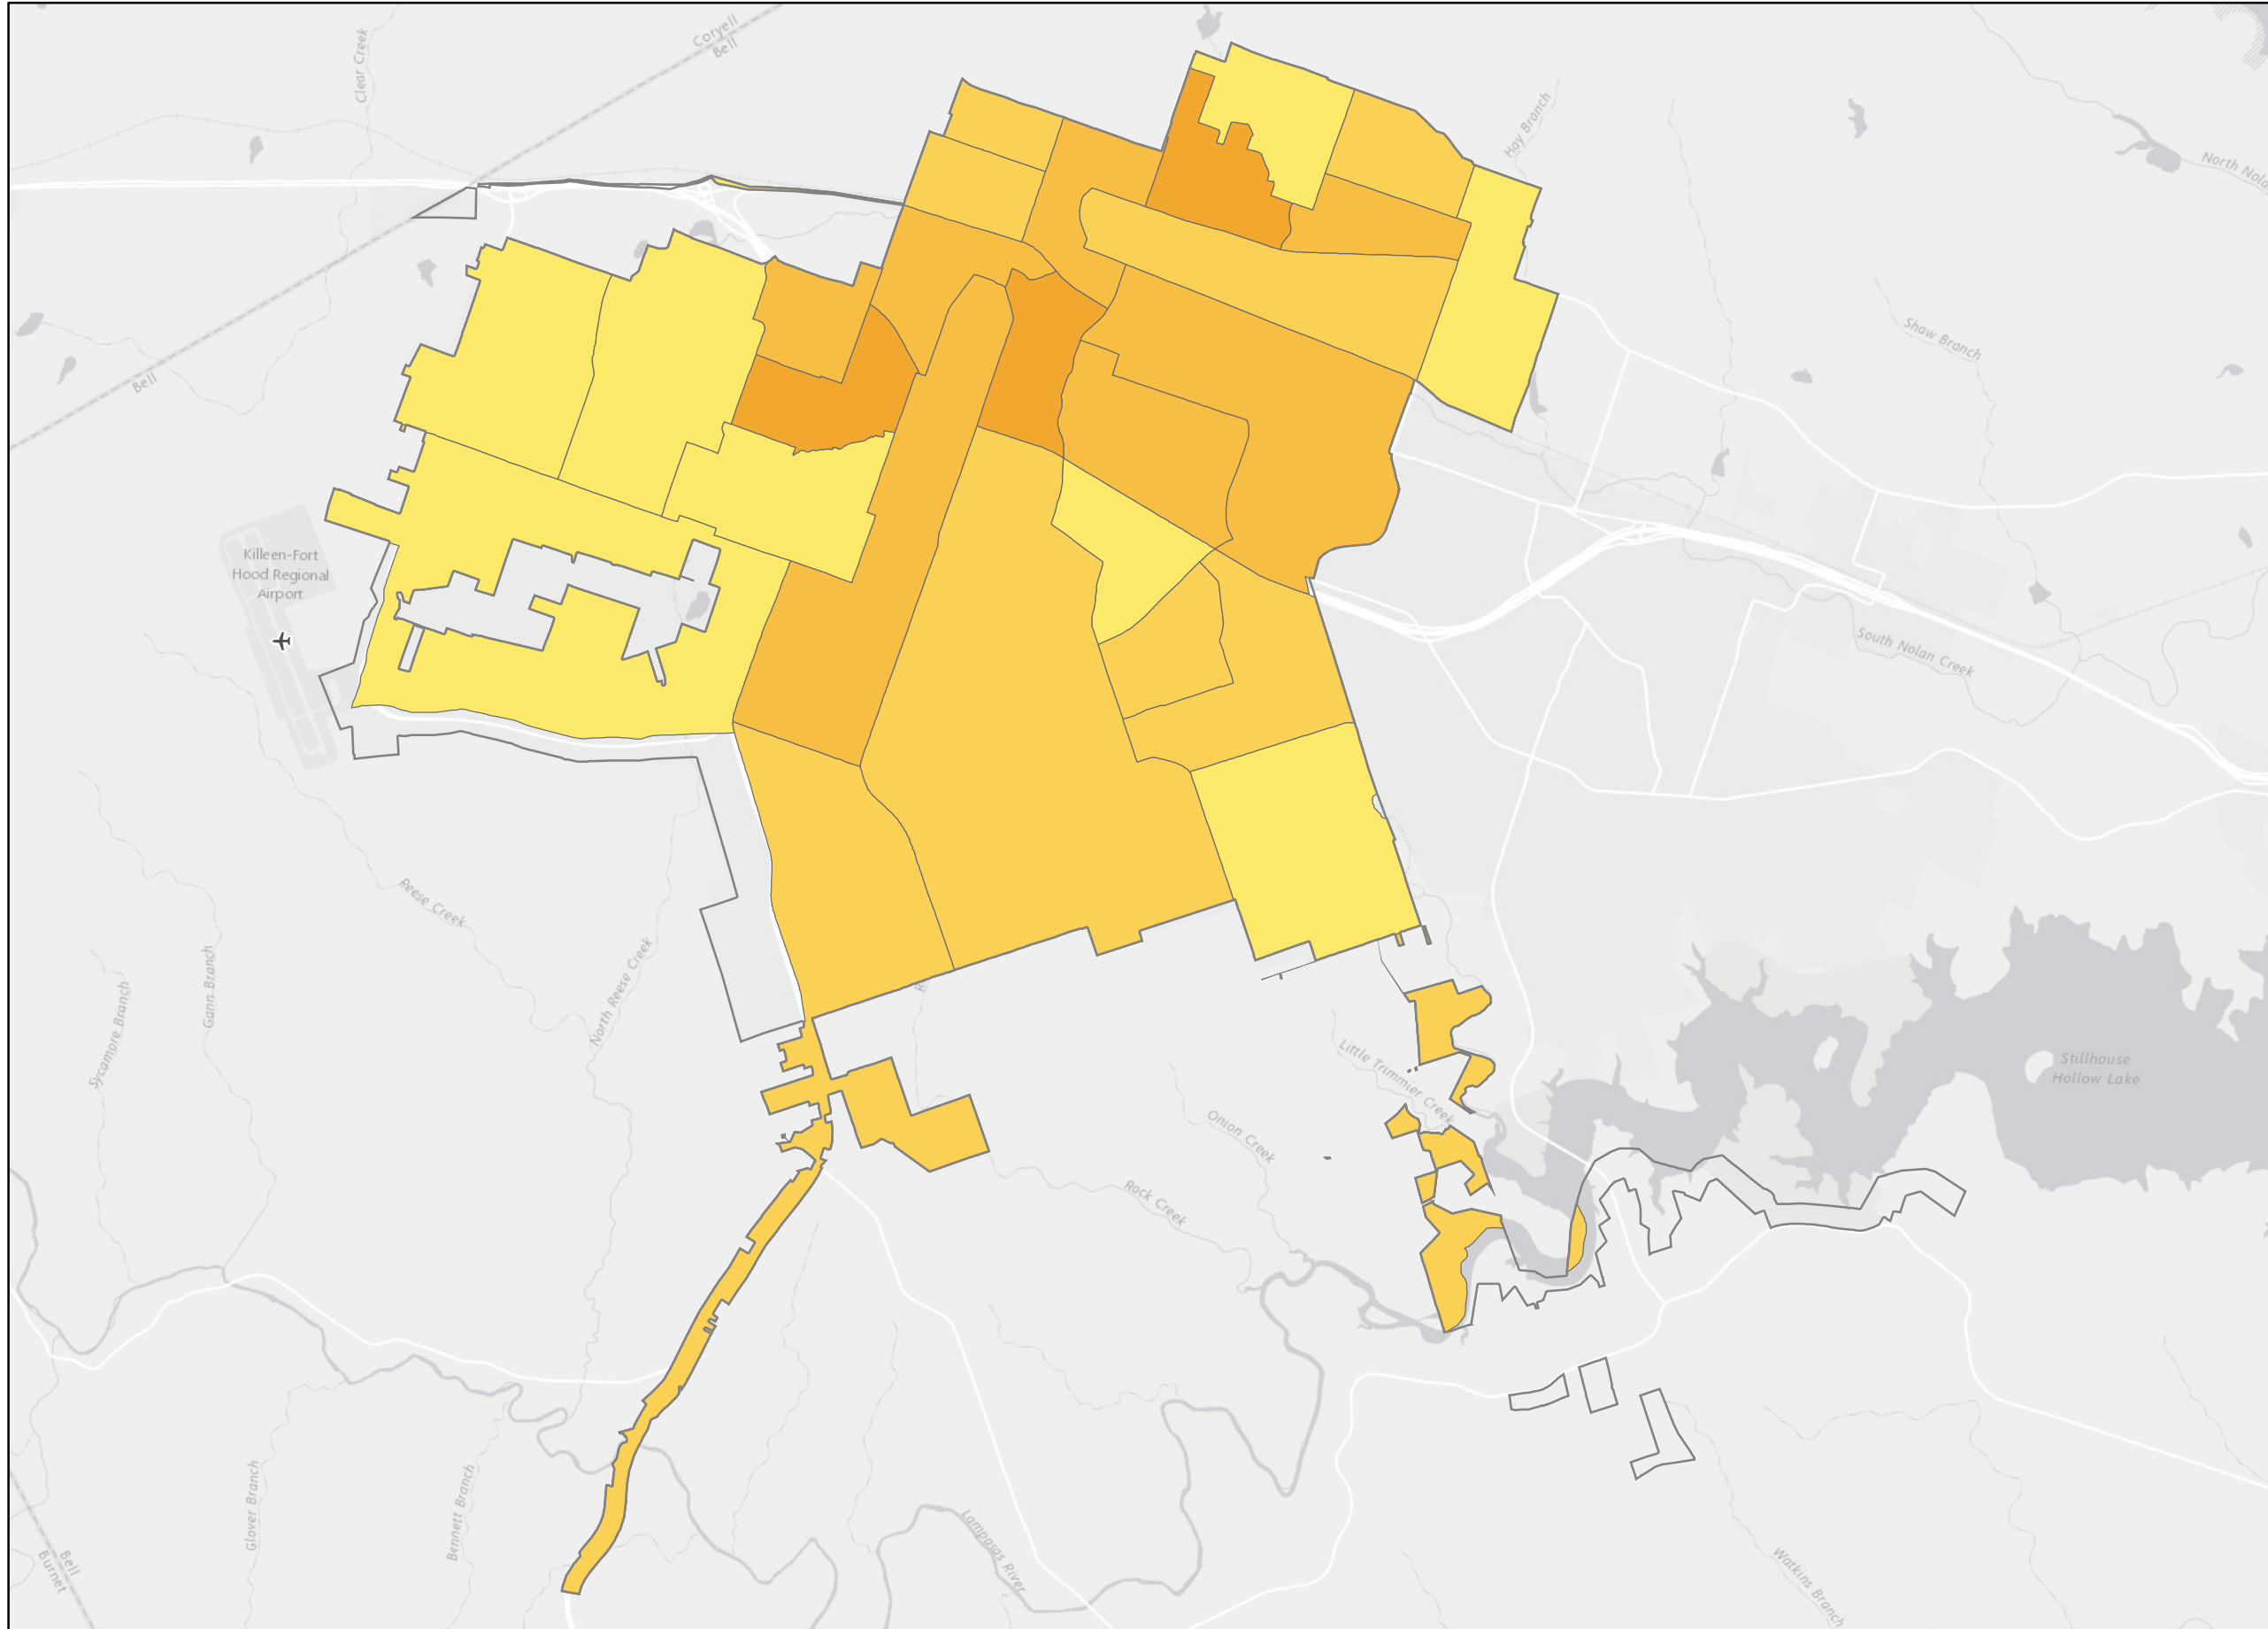 Coryell
Bell
Clear Creek
Hay Branch
North Nola
Bell
Shaw Branch
Killeen-Fort
Hood Regional
Airport
South Nolan Creek
Reese Creek
North Reese Creek
Gann Branch
Sycamore Branch
R
Little Trimmier Creek
Stillhouse
Hollow Lake
Onion Creek
Rock Creek
Glover Branch
Bennett Branch
Lampasas River
Watkins Branch
Bell
Burnet